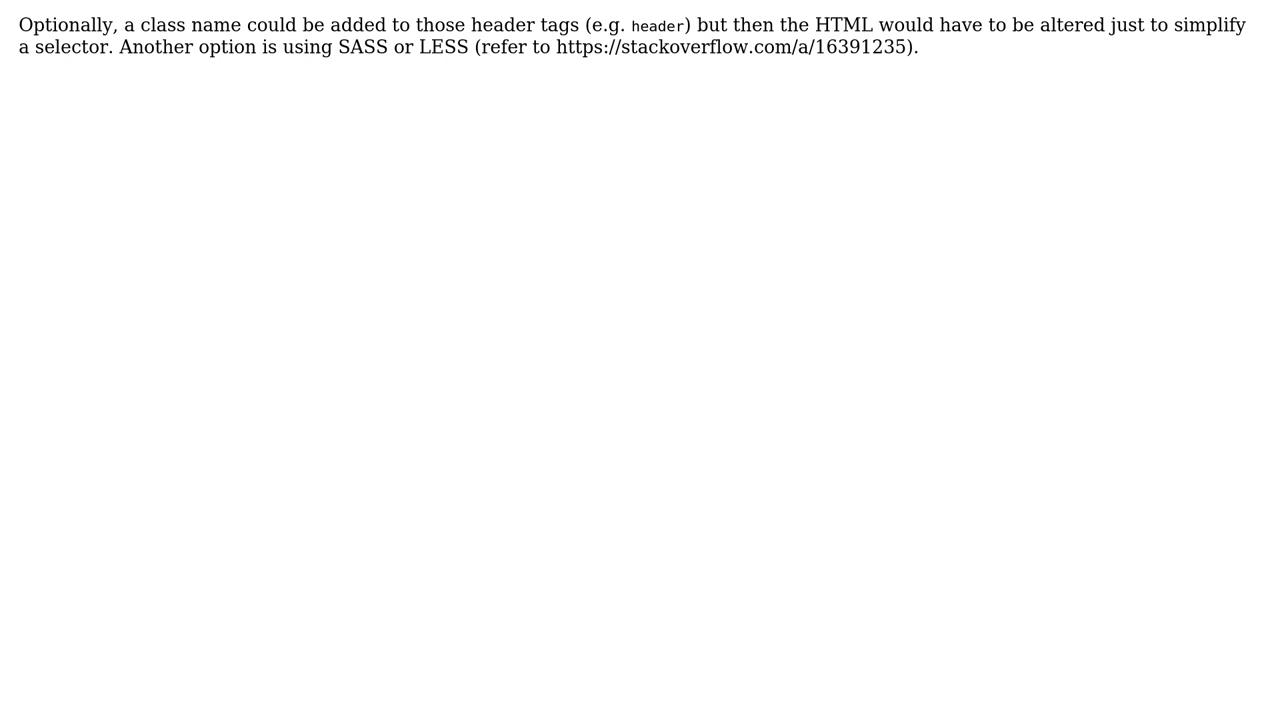 Optionally, a class name could be added to those header tags (e.g. header) but then the HTML would have to be altered just to simplify
a selector. Another option is using SASS or LESS (refer to https://stackoverflow.com/a/16391235).